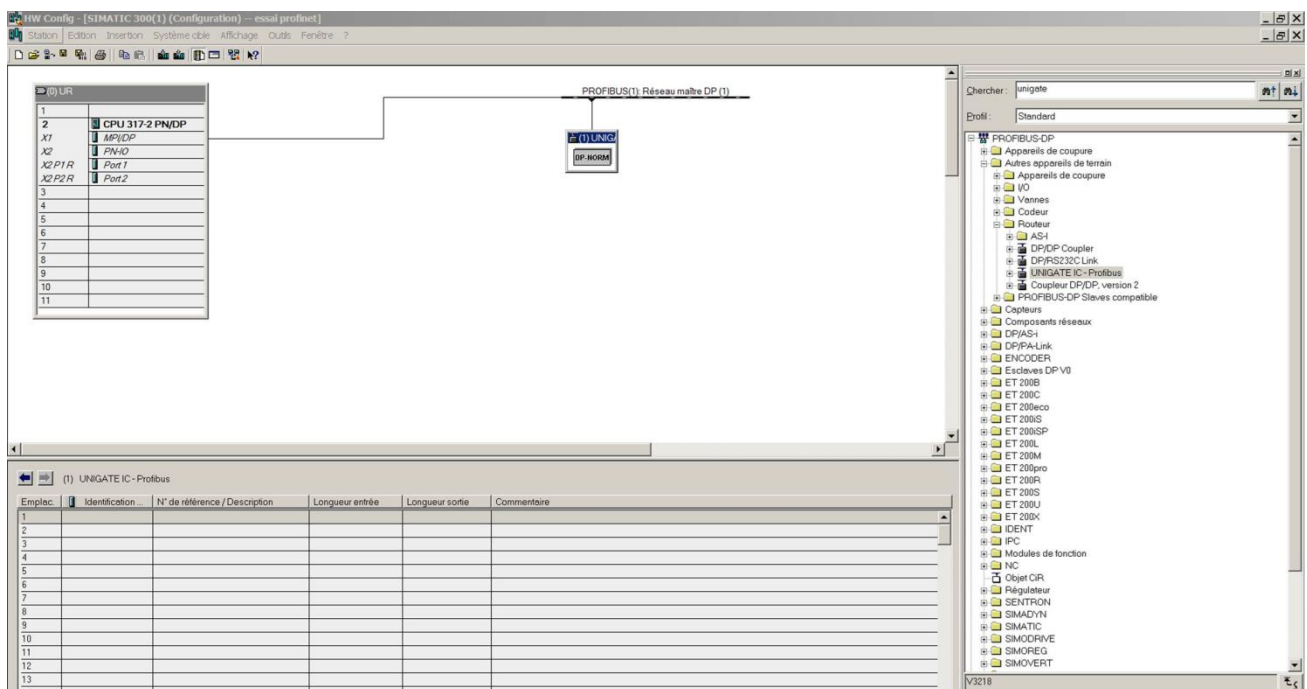 HW Config - [SIMATIC 300(1) (Configuration) -- essai profinet]
Station Edition Insertion Système cible Affichage Outils Fenêtre ?
(0) UR
1
2 CPU 317-2 PN/DP
X1 MPI/DP
X2 PN-IO
X2 P1 R Port 1
X2 P2 R Port 2
3
4
5
6
7
8
9
10
11
PROFIBUS(1): Réseau maître DP (1)
(1) UNIG
DP-NORM
(1) UNIGATE IC - Profibus
Emplac. Identification ... N° de référence / Description Longueur entrée Longueur sortie Commentaire
1
2
3
4
5
6
7
8
9
10
11
12
13
Chercher : unigate
Profil : Standard
PROFIBUS-DP
Appareils de coupure
Autres appareils de terrain
Appareils de coupure
I/O
Vannes
Codeur
Routeur
AS-I
DP/DP Coupler
DP/RS232C Link
UNIGATE IC - Profibus
Coupleur DP/DP, version 2
PROFIBUS-DP Slaves compatible
Capteurs
Composants réseaux
DP/AS-i
DP/PA-Link
ENCODER
Esclaves DP V0
ET 200B
ET 200C
ET 200eco
ET 200iS
ET 200iSP
ET 200L
ET 200M
ET 200pro
ET 200R
ET 200S
ET 200U
ET 200X
IDENT
IPC
Modules de fonction
NC
Objet CiR
Régulateur
SENTRON
SIMADYN
SIMATIC
SIMODRIVE
SIMOREG
SIMOVERT
V3218